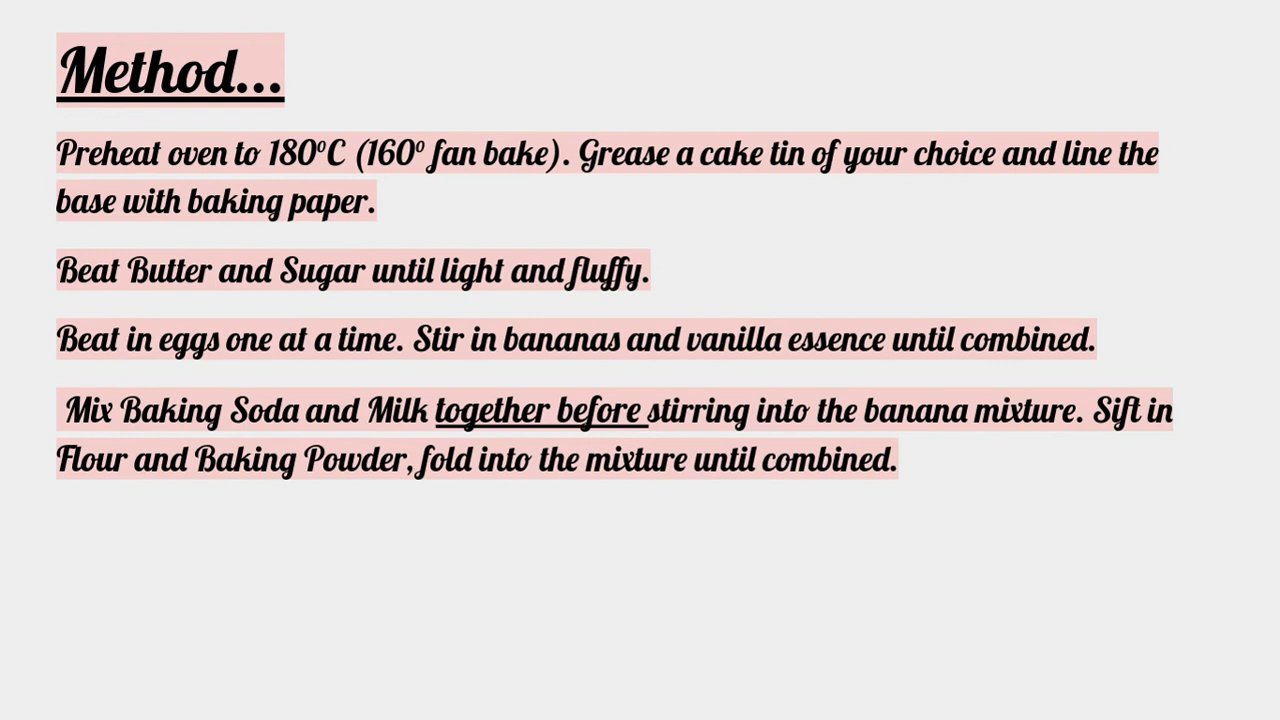 Method...
Preheat oven to 180⁰C (160⁰ fan bake). Grease a cake tin of your choice and line the
base with baking paper.
Beat Butter and Sugar until light and fluffy.
Beat in eggs one at a time. Stir in bananas and vanilla essence until combined.
Mix Baking Soda and Milk together before stirring into the banana mixture. Sift in
Flour and Baking Powder, fold into the mixture until combined.